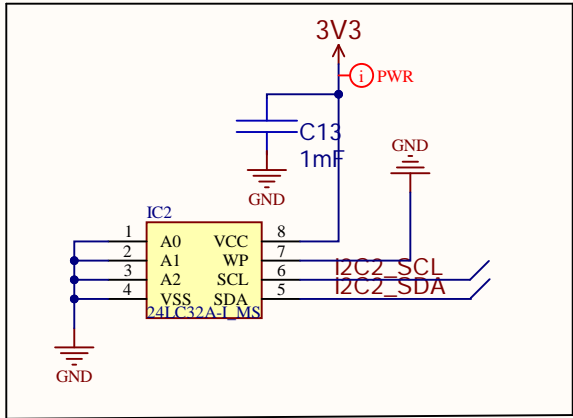 3V3
i PWR
C13
1mF
GND
GND
IC2
1 A0 VCC 8
2 A1 WP 7
3 A2 SCL 6 I2C2_SCL
4 VSS SDA 5 I2C2_SDA
24LC32A-I_MS
GND